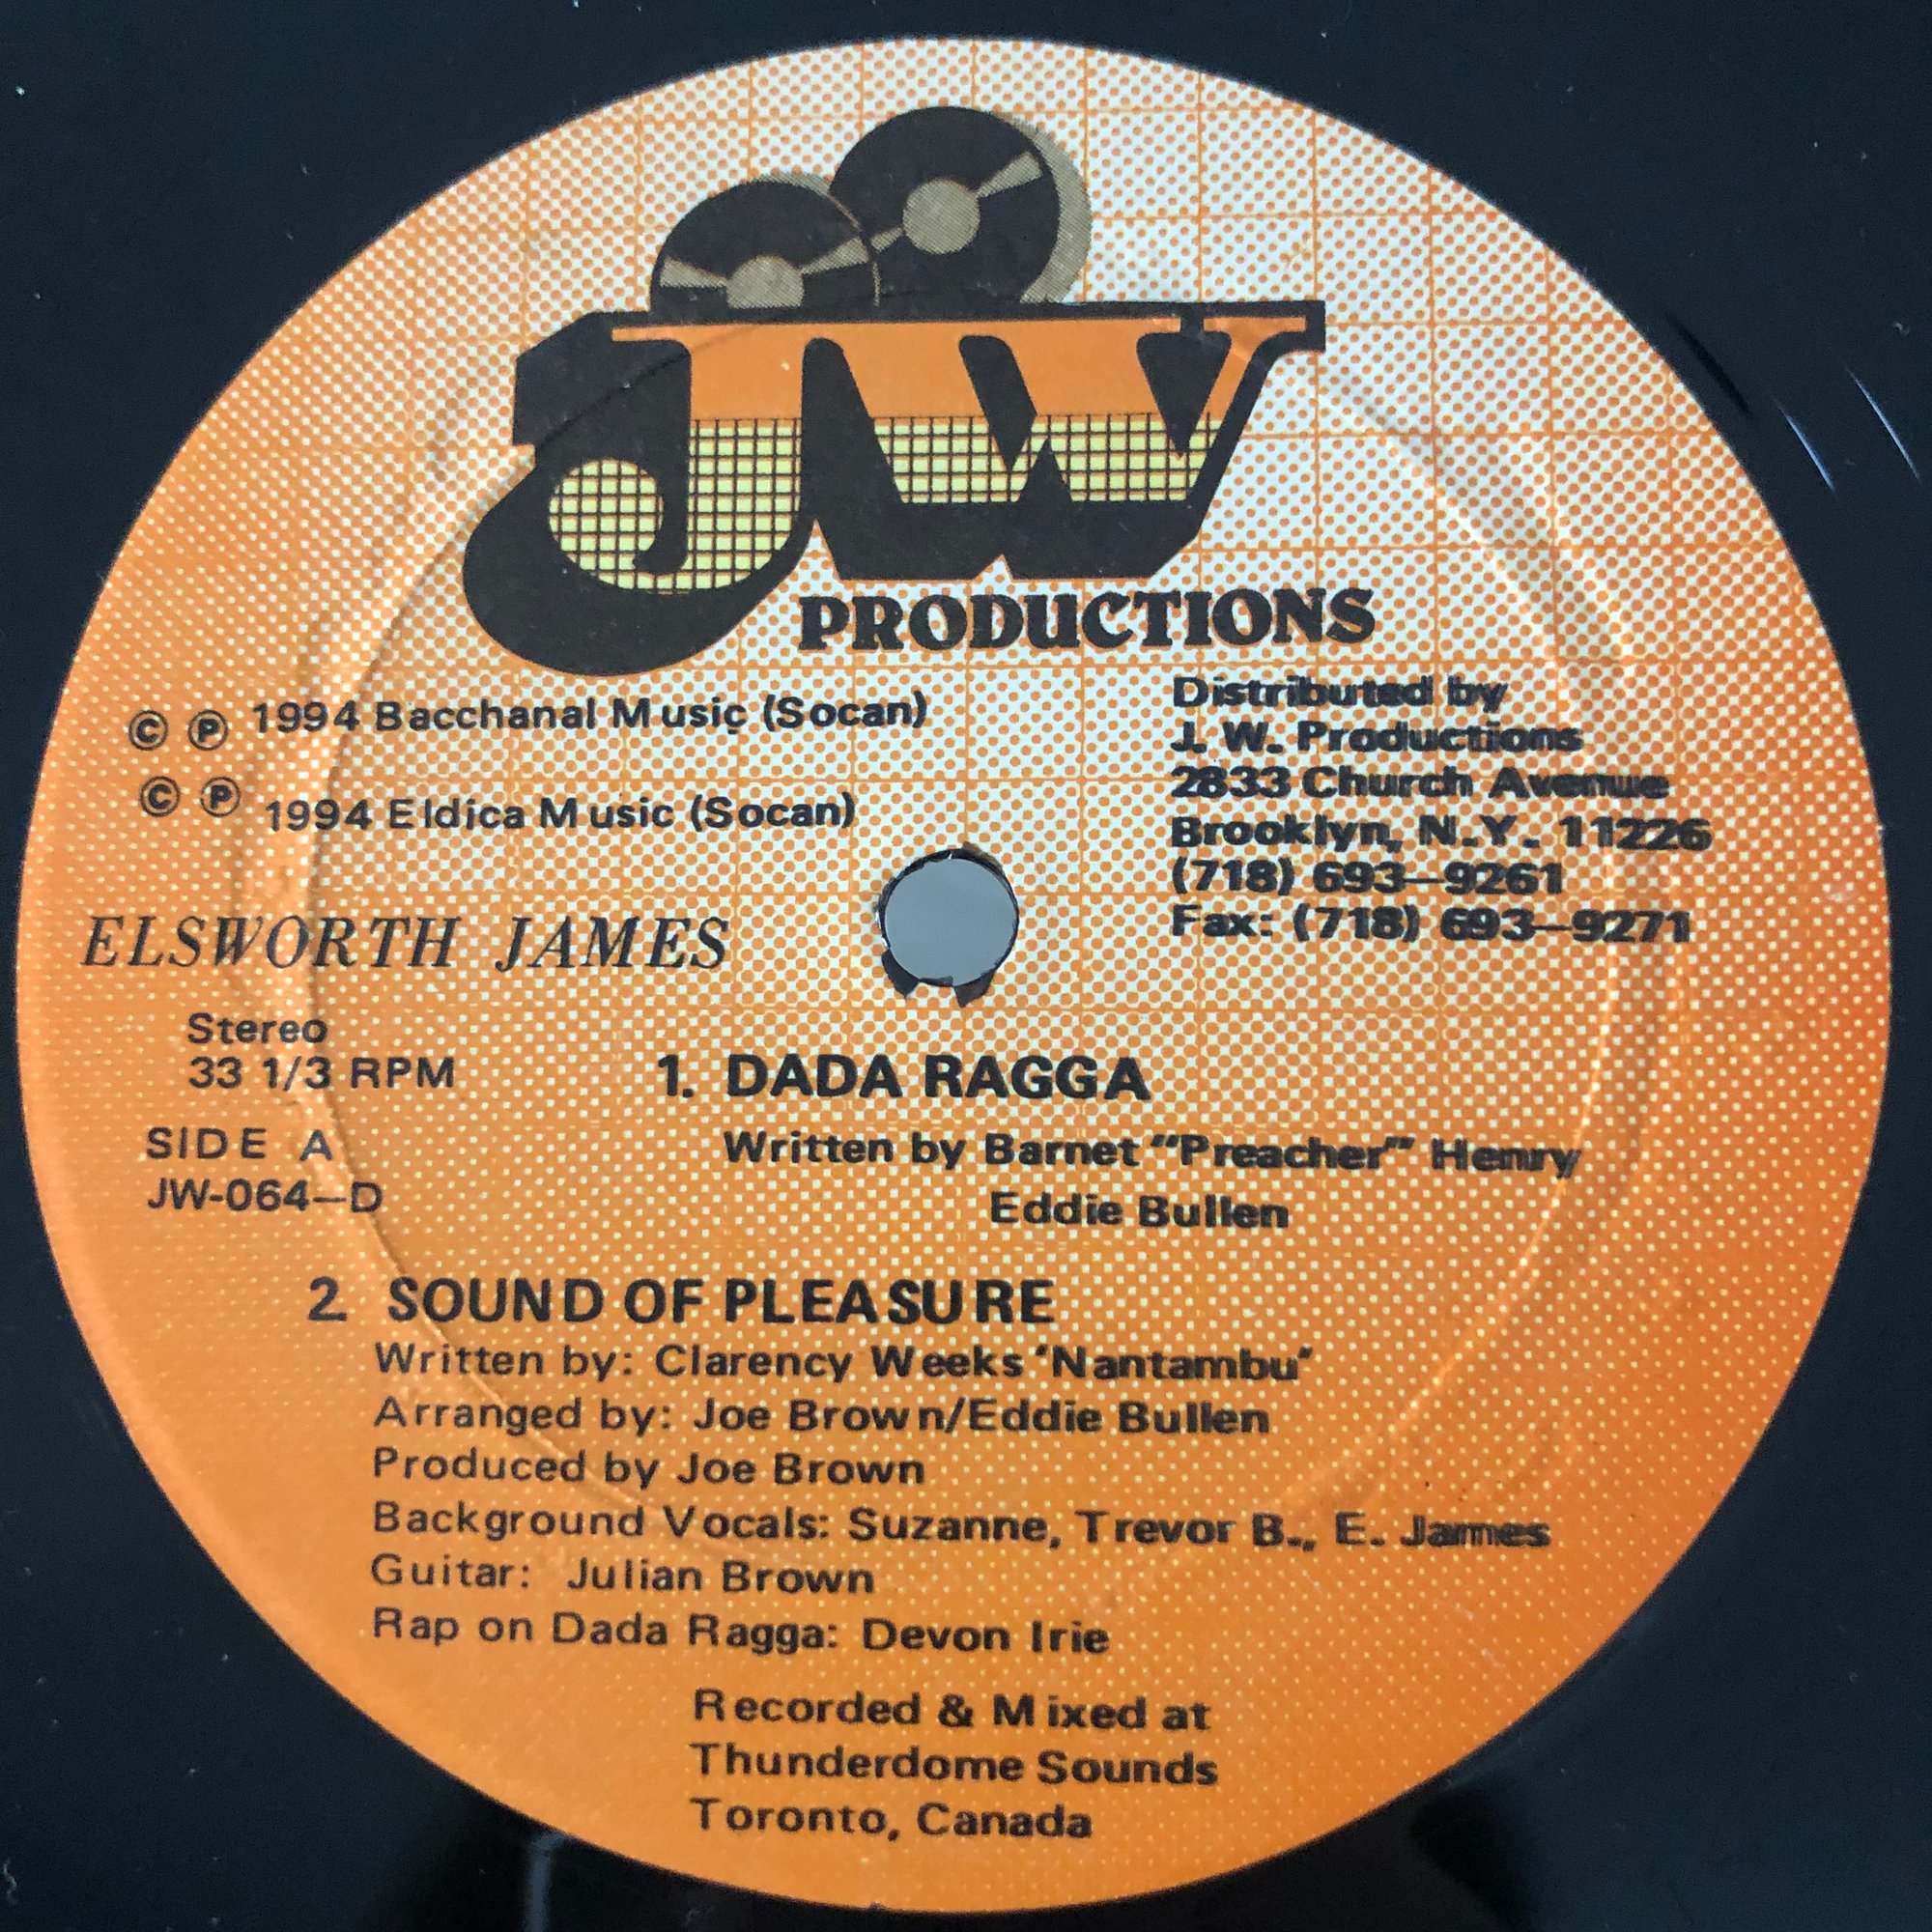 JW
PRODUCTIONS
© ℗ 1994 Bacchanal Music (Socan)
© ℗ 1994 Eldica Music (Socan)
Distributed by
J. W. Productions
2833 Church Avenue
Brooklyn, N.Y. 11226
(718) 693-9261
Fax: (718) 693-9271
ELSWORTH JAMES
Stereo
33 1/3 RPM
SIDE A
JW-064-D
1. DADA RAGGA
Written by Barnet "Preacher" Henry
Eddie Bullen
2. SOUND OF PLEASURE
Written by: Clarency Weeks 'Nantambu'
Arranged by: Joe Brown/Eddie Bullen
Produced by Joe Brown
Background Vocals: Suzanne, Trevor B., E. James
Guitar: Julian Brown
Rap on Dada Ragga: Devon Irie
Recorded & Mixed at
Thunderdome Sounds
Toronto, Canada